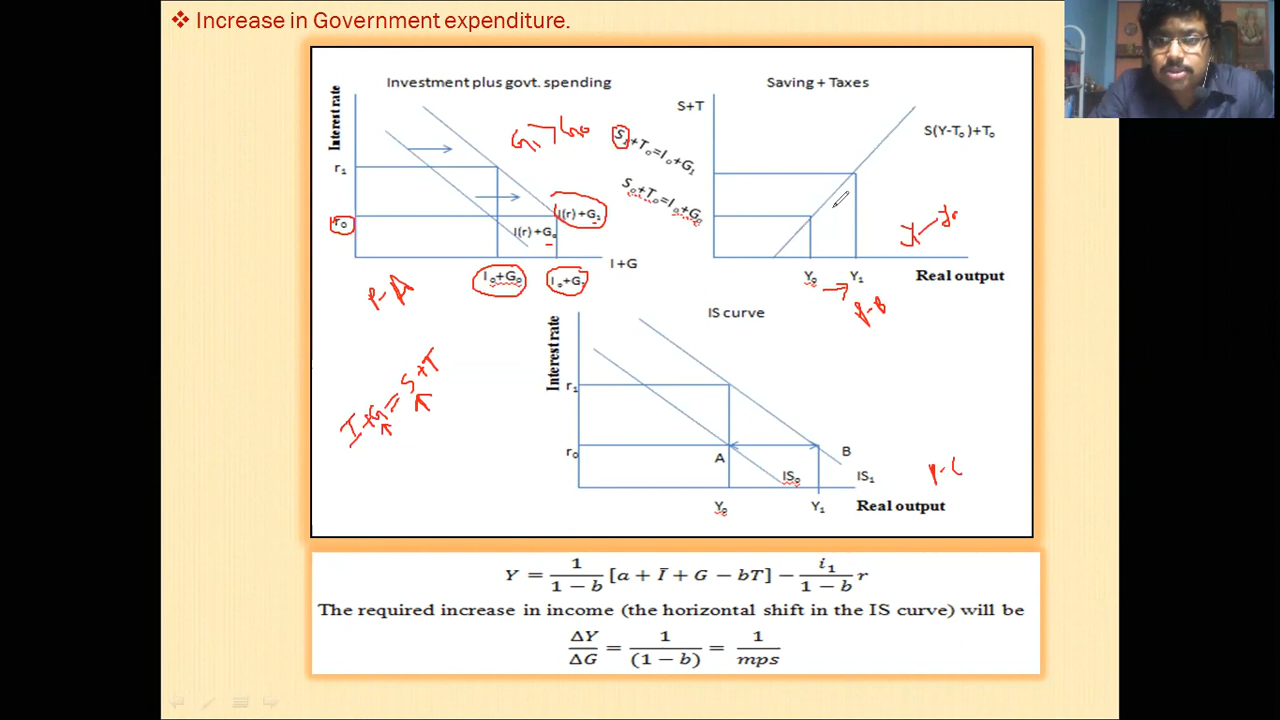 ❖ Increase in Government expenditure.
Investment plus govt. spending
Interest rate
r₁
r₀
G₁ > G₀
I(r) + G₁
I(r) + G₀
I₀+G₀
I₀+G₁
I+G
P-A
Saving + Taxes
S+T
S₁+T₀=I₀+G₁
S₀+T₀=I₀+G₀
S(Y-T₀)+T₀
Y₀
Y₁
Real output
P-B
I+G=S+T
IS curve
Interest rate
r₁
r₀
A
B
IS₀
IS₁
Y₀
Y₁
Real output
Y = 1/(1 − b) [a + Ī + G − bT] − i₁/(1 − b) r
The required increase in income (the horizontal shift in the IS curve) will be
ΔY/ΔG = 1/(1 − b) = 1/mps